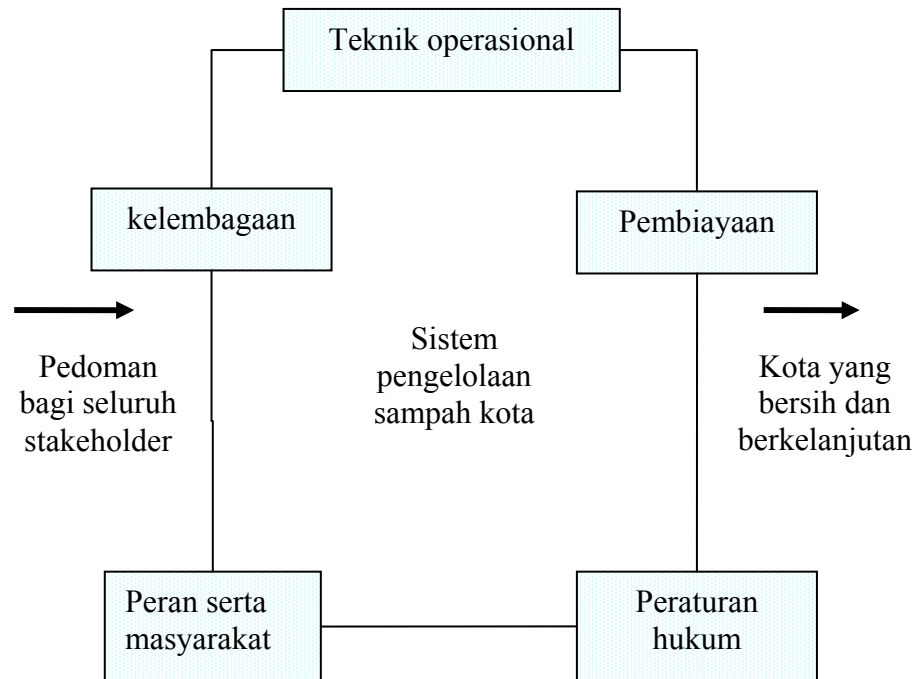 Teknik operasional
kelembagaan
Pembiayaan
Pedoman
bagi seluruh
stakeholder
Sistem
pengelolaan
sampah kota
Kota yang
bersih dan
berkelanjutan
Peran serta
masyarakat
Peraturan
hukum